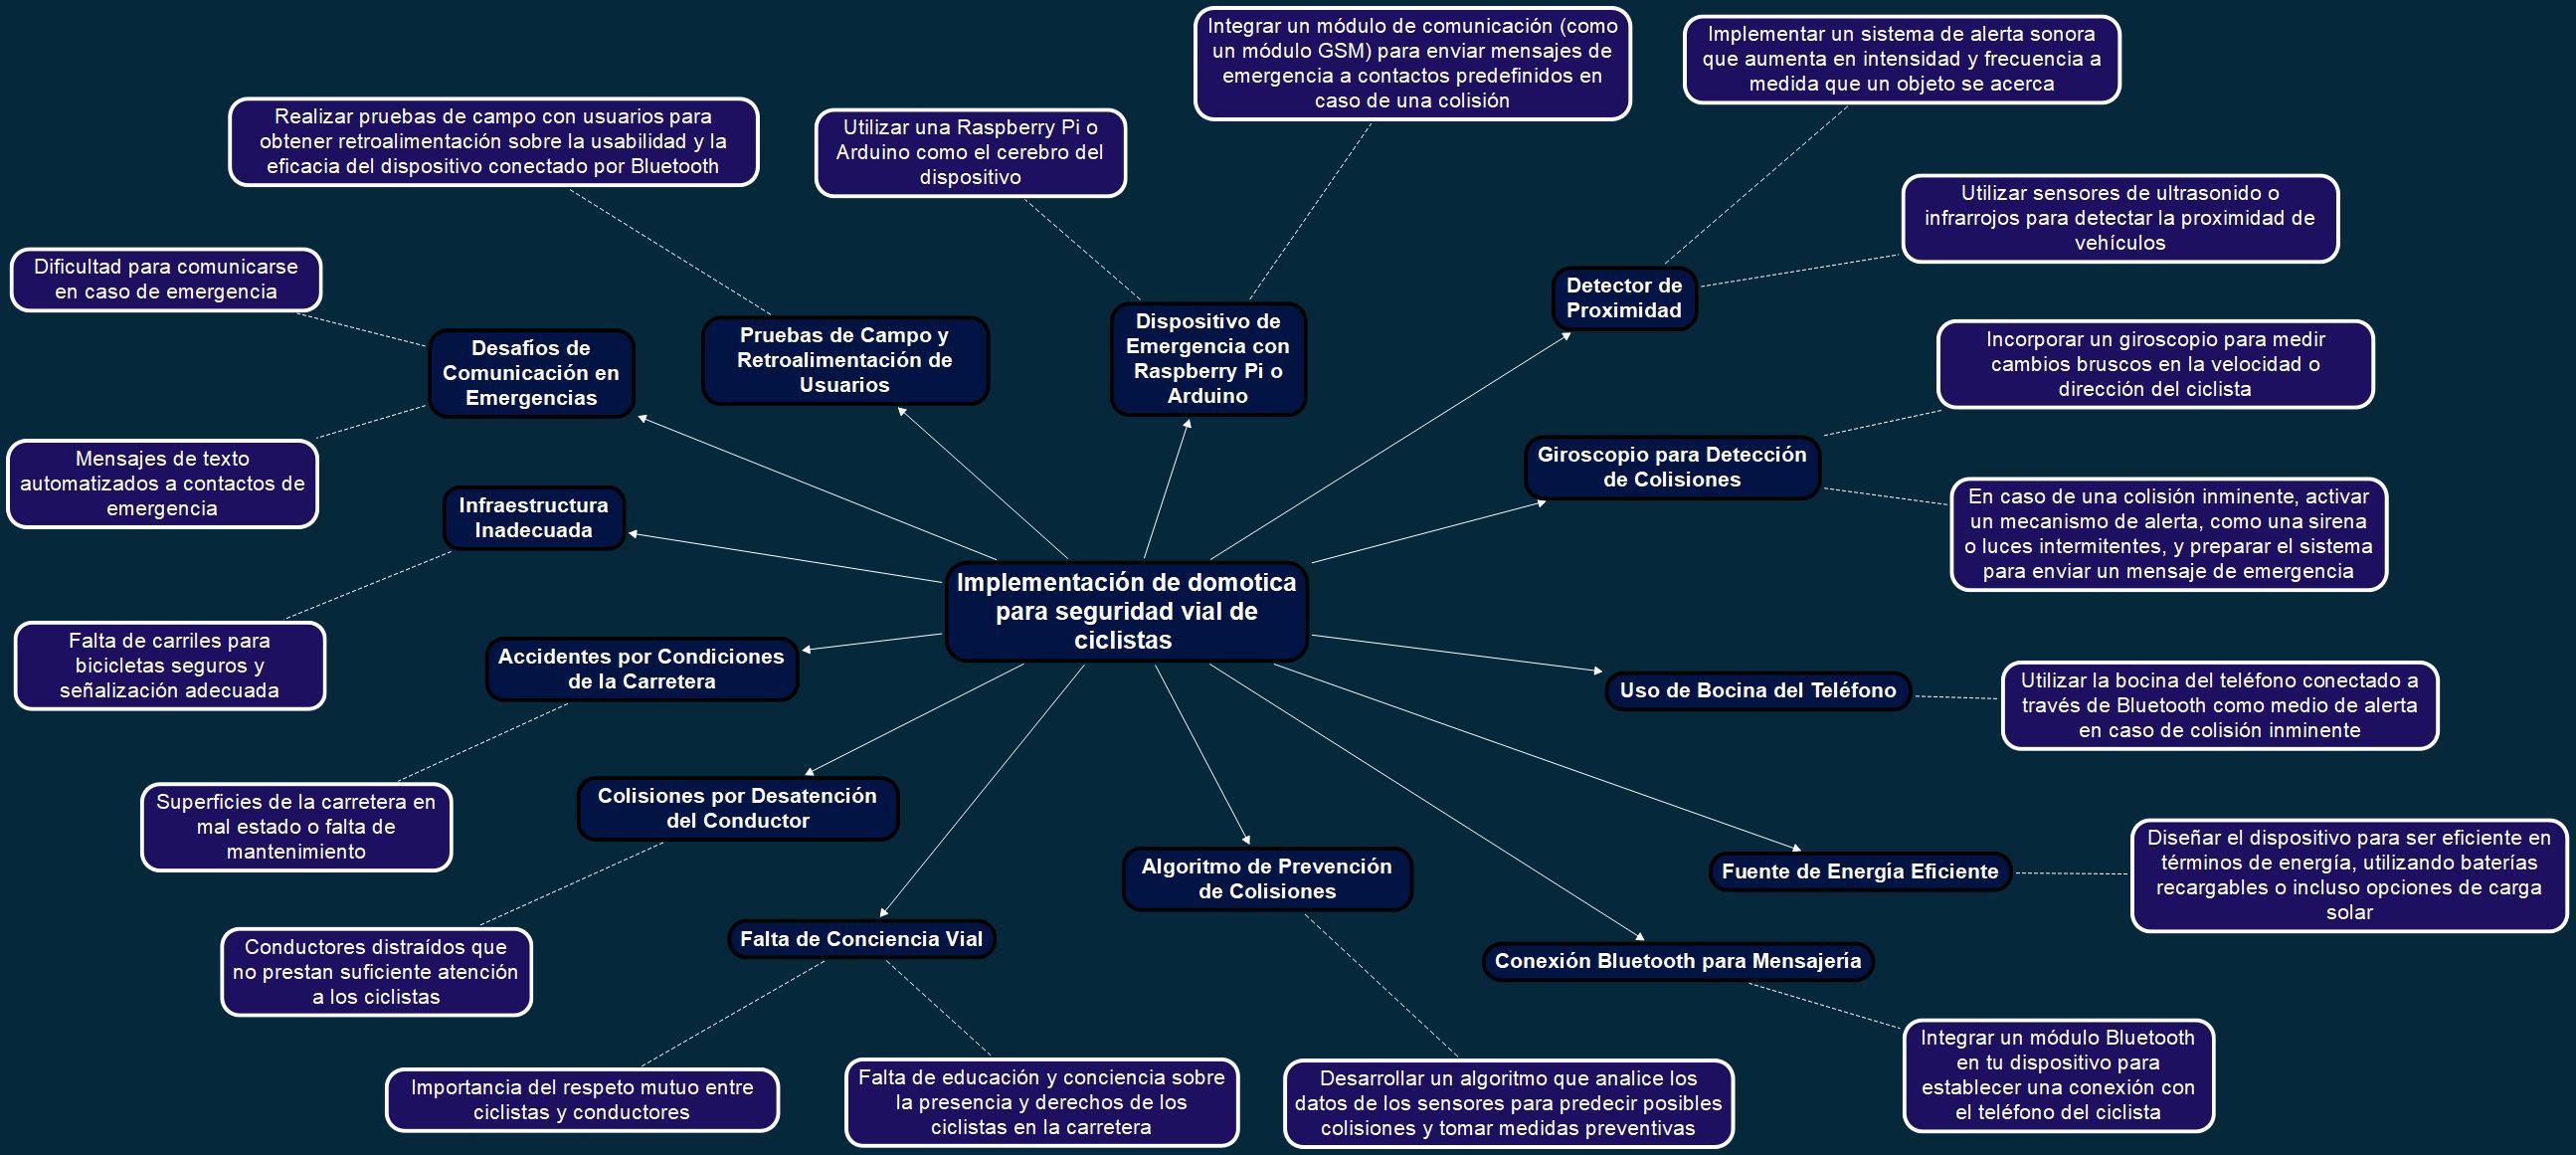 Integrar un módulo de comunicación (como
un módulo GSM) para enviar mensajes de
emergencia a contactos predefinidos en
caso de una colisión
Implementar un sistema de alerta sonora
que aumenta en intensidad y frecuencia a
medida que un objeto se acerca
Realizar pruebas de campo con usuarios para
obtener retroalimentación sobre la usabilidad y la
eficacia del dispositivo conectado por Bluetooth
Utilizar una Raspberry Pi o
Arduino como el cerebro del
dispositivo
Utilizar sensores de ultrasonido o
infrarrojos para detectar la proximidad de
vehículos
Dificultad para comunicarse
en caso de emergencia
Detector de
Proximidad
Desafíos de
Comunicación en
Emergencias
Pruebas de Campo y
Retroalimentación de
Usuarios
Dispositivo de
Emergencia con
Raspberry Pi o
Arduino
Incorporar un giroscopio para medir
cambios bruscos en la velocidad o
dirección del ciclista
Mensajes de texto
automatizados a contactos de
emergencia
Giroscopio para Detección
de Colisiones
Infraestructura
Inadecuada
En caso de una colisión inminente, activar
un mecanismo de alerta, como una sirena
o luces intermitentes, y preparar el sistema
para enviar un mensaje de emergencia
Implementación de domotica
para seguridad vial de
ciclistas
Falta de carriles para
bicicletas seguros y
señalización adecuada
Accidentes por Condiciones
de la Carretera
Uso de Bocina del Teléfono
Utilizar la bocina del teléfono conectado a
través de Bluetooth como medio de alerta
en caso de colisión inminente
Superficies de la carretera en
mal estado o falta de
mantenimiento
Colisiones por Desatención
del Conductor
Algoritmo de Prevención
de Colisiones
Fuente de Energía Eficiente
Diseñar el dispositivo para ser eficiente en
términos de energía, utilizando baterías
recargables o incluso opciones de carga
solar
Conductores distraídos que
no prestan suficiente atención
a los ciclistas
Falta de Conciencia Vial
Conexión Bluetooth para Mensajería
Importancia del respeto mutuo entre
ciclistas y conductores
Falta de educación y conciencia sobre
la presencia y derechos de los
ciclistas en la carretera
Desarrollar un algoritmo que analice los
datos de los sensores para predecir posibles
colisiones y tomar medidas preventivas
Integrar un módulo Bluetooth
en tu dispositivo para
establecer una conexión con
el teléfono del ciclista